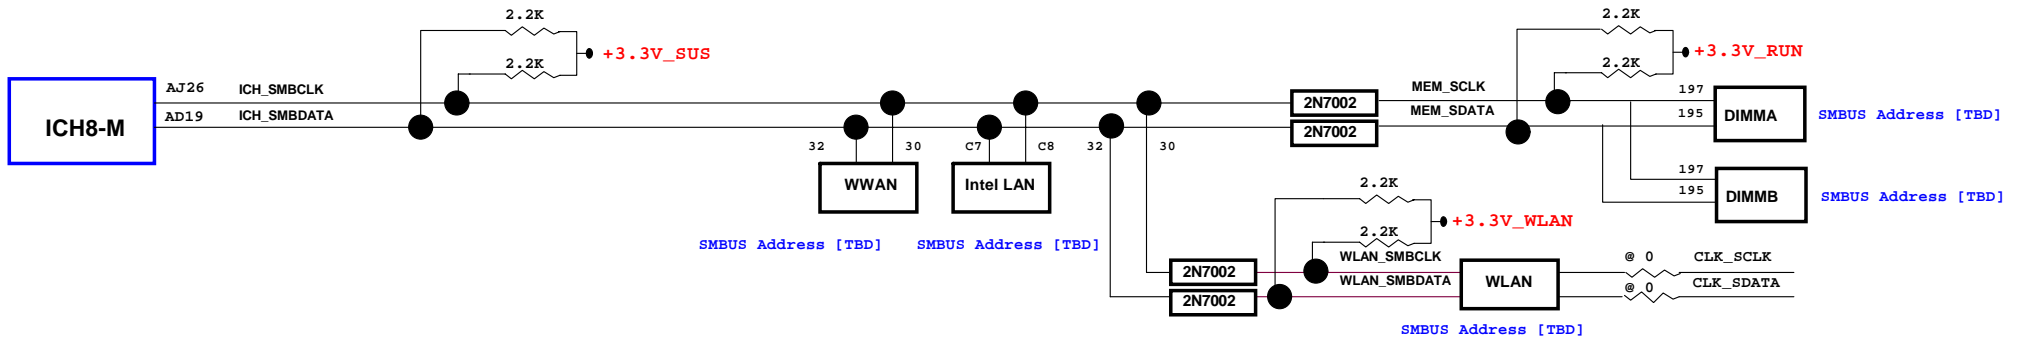 2.2K
+3.3V_SUS
2.2K
ICH8-M
AJ26 ICH_SMBCLK
AD19 ICH_SMBDATA
32 30
WWAN
SMBUS Address [TBD]
C7 C8
Intel LAN
SMBUS Address [TBD]
32 30
2N7002
2N7002
MEM_SCLK
MEM_SDATA
2.2K
+3.3V_RUN
2.2K
197
195
DIMMA
SMBUS Address [TBD]
197
195
DIMMB
SMBUS Address [TBD]
2.2K
+3.3V_WLAN
2.2K
2N7002
2N7002
WLAN_SMBCLK
WLAN_SMBDATA
WLAN
SMBUS Address [TBD]
@ 0 CLK_SCLK
@ 0 CLK_SDATA